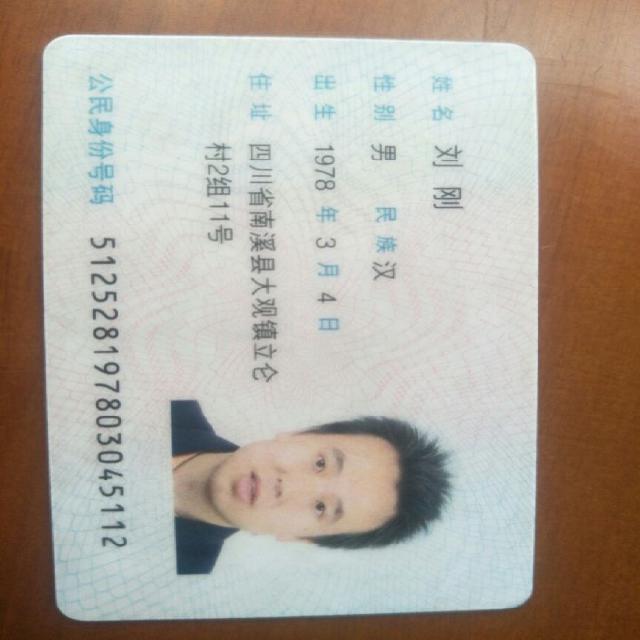 姓名 刘刚
性别 男 民族 汉
出生 1978 年 3 月 4 日
住址 四川省南溪县大观镇立仑
村2组11号
公民身份号码 512528197803045112